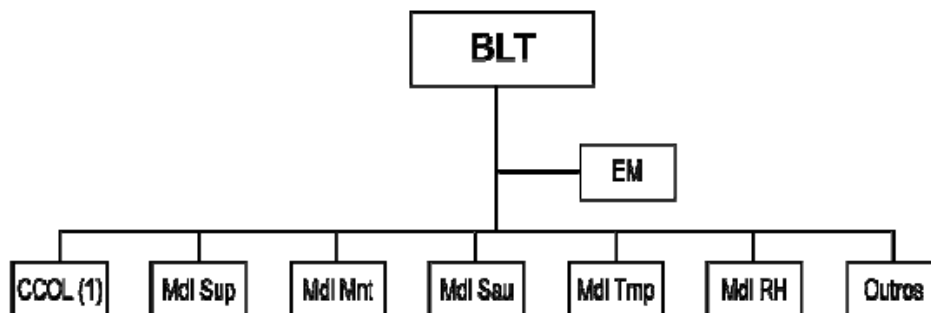 BLT
EM
CCOL (1)
Mdl Sup
Mdl Mnt
Mdl Sau
Mdl Tmp
Mdl RH
Outros